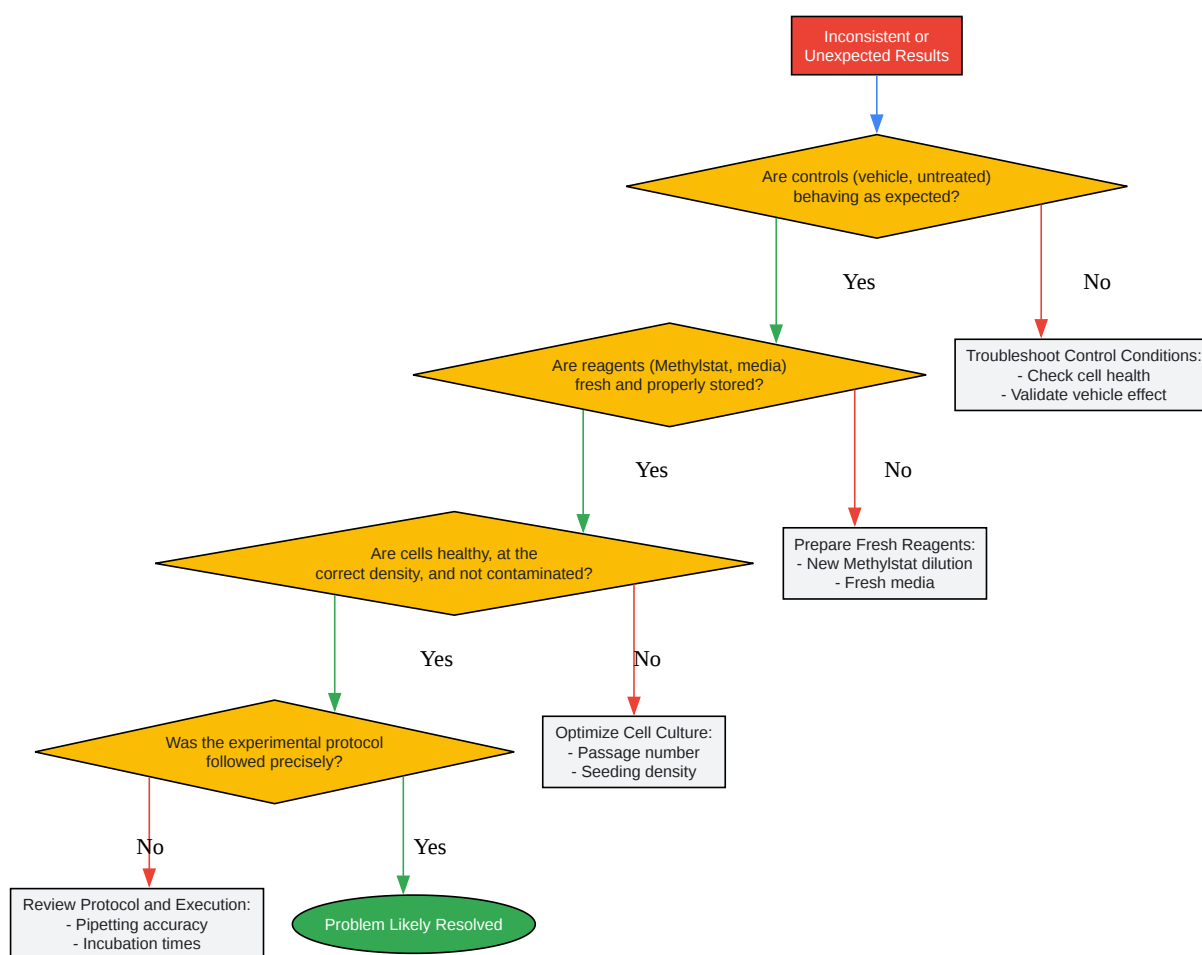 Inconsistent or
Unexpected Results
Are controls (vehicle, untreated)
behaving as expected?
Yes
No
Are reagents (Methylstat, media)
fresh and properly stored?
Troubleshoot Control Conditions:
- Check cell health
- Validate vehicle effect
Yes
No
Are cells healthy, at the
correct density, and not contaminated?
Prepare Fresh Reagents:
- New Methylstat dilution
- Fresh media
Yes
No
Was the experimental protocol
followed precisely?
Optimize Cell Culture:
- Passage number
- Seeding density
No
Yes
Review Protocol and Execution:
- Pipetting accuracy
- Incubation times
Problem Likely Resolved